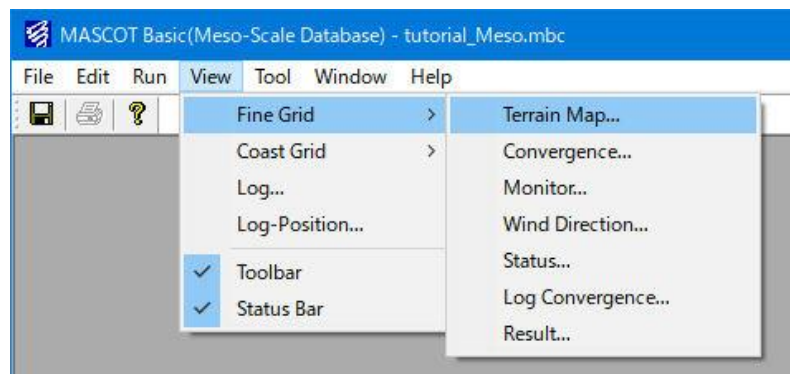 MASCOT Basic(Meso-Scale Database) - tutorial_Meso.mbc
File Edit Run View Tool Window Help
Fine Grid
Coast Grid
Log...
Log-Position...
Toolbar
Status Bar
Terrain Map...
Convergence...
Monitor...
Wind Direction...
Status...
Log Convergence...
Result...